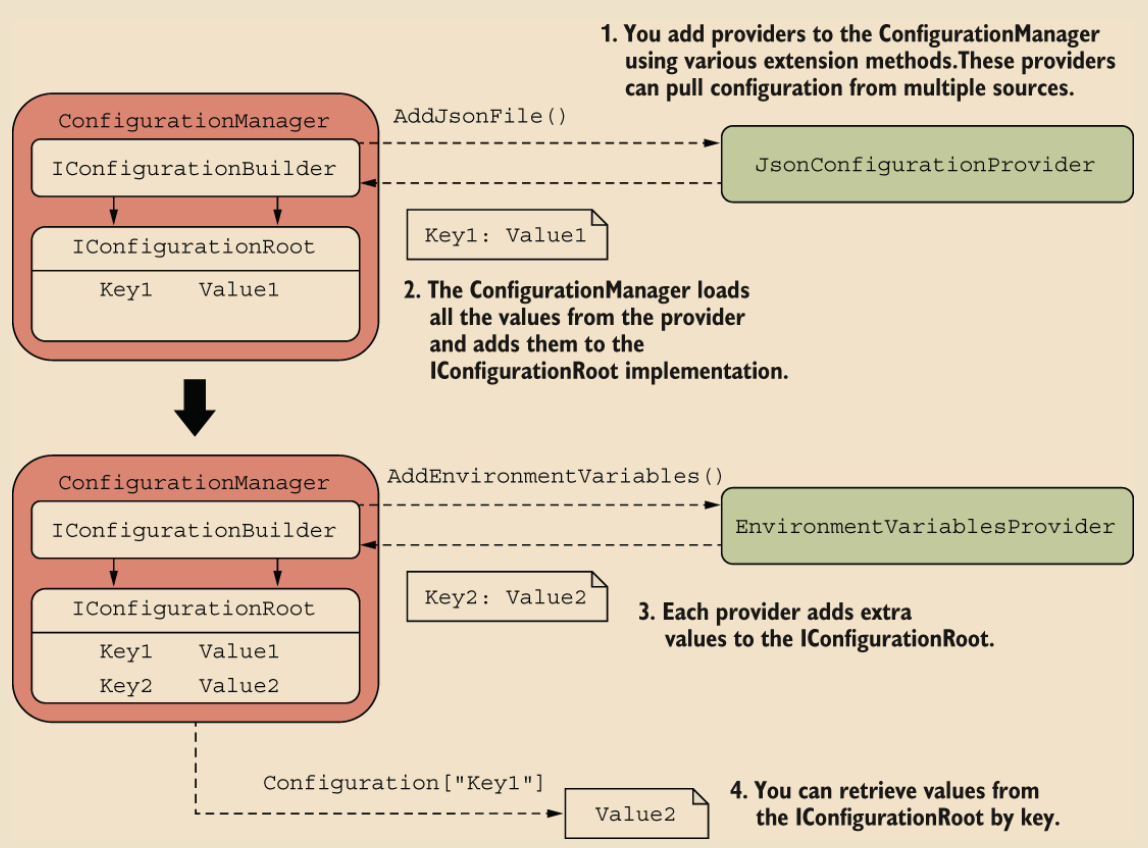 1. You add providers to the ConfigurationManager
using various extension methods.These providers
can pull configuration from multiple sources.
ConfigurationManager
AddJsonFile()
IConfigurationBuilder
JsonConfigurationProvider
Key1: Value1
IConfigurationRoot
Key1 Value1
2. The ConfigurationManager loads
all the values from the provider
and adds them to the
IConfigurationRoot implementation.
ConfigurationManager
AddEnvironmentVariables()
IConfigurationBuilder
EnvironmentVariablesProvider
Key2: Value2
IConfigurationRoot
Key1 Value1
Key2 Value2
3. Each provider adds extra
values to the IConfigurationRoot.
Configuration["Key1"]
Value2
4. You can retrieve values from
the IConfigurationRoot by key.